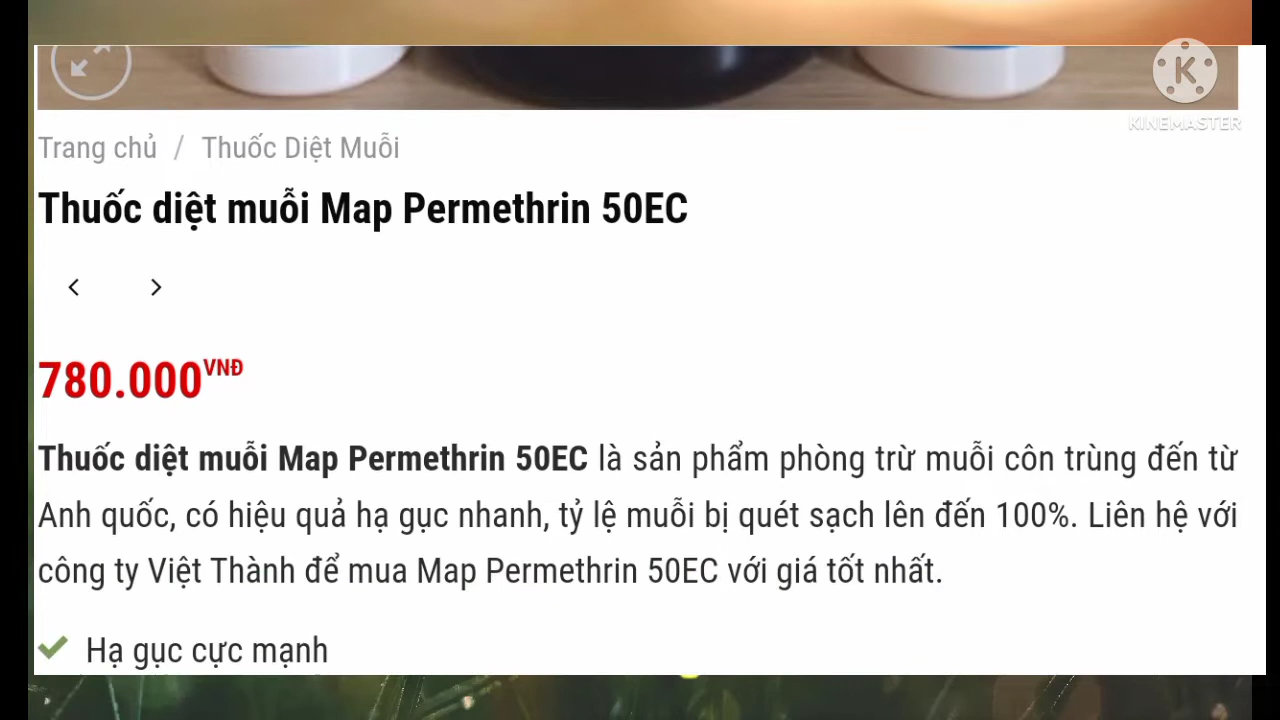 K
KINEMASTER
Trang chủ / Thuốc Diệt Muỗi
Thuốc diệt muỗi Map Permethrin 50EC
780.000VNĐ
Thuốc diệt muỗi Map Permethrin 50EC là sản phẩm phòng trừ muỗi côn trùng đến từ
Anh quốc, có hiệu quả hạ gục nhanh, tỷ lệ muỗi bị quét sạch lên đến 100%. Liên hệ với
công ty Việt Thành để mua Map Permethrin 50EC với giá tốt nhất.
Hạ gục cực mạnh